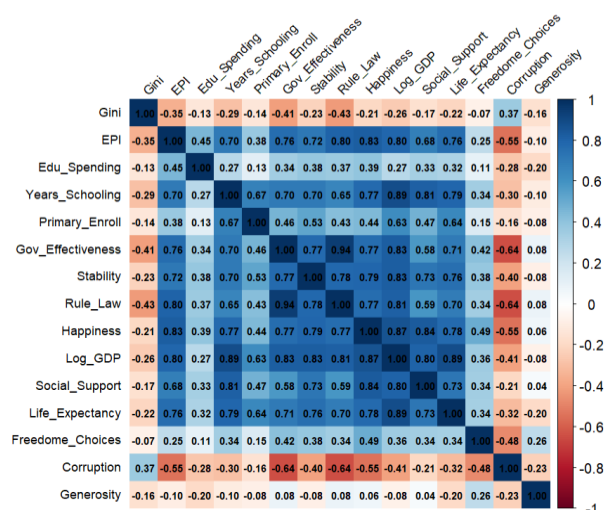 Gini EPI Edu_Spending Years_Schooling Primary_Enroll Gov_Effectiveness Stability Rule_Law Happiness Log_GDP Social_Support Life_Expectancy Freedome_Choices Corruption Generosity
Gini 1.00 -0.35 -0.13 -0.29 -0.14 -0.41 -0.23 -0.43 -0.21 -0.26 -0.17 -0.22 -0.07 0.37 -0.16
EPI -0.35 1.00 0.45 0.70 0.38 0.76 0.72 0.80 0.83 0.80 0.68 0.76 0.25 -0.55 -0.10
Edu_Spending -0.13 0.45 1.00 0.27 0.13 0.34 0.38 0.37 0.39 0.27 0.33 0.32 0.11 -0.28 -0.20
Years_Schooling -0.29 0.70 0.27 1.00 0.67 0.70 0.70 0.65 0.77 0.89 0.81 0.79 0.34 -0.30 -0.10
Primary_Enroll -0.14 0.38 0.13 0.67 1.00 0.46 0.53 0.43 0.44 0.63 0.47 0.64 0.15 -0.16 -0.08
Gov_Effectiveness -0.41 0.76 0.34 0.70 0.46 1.00 0.77 0.94 0.77 0.83 0.58 0.71 0.42 -0.64 0.08
Stability -0.23 0.72 0.38 0.70 0.53 0.77 1.00 0.78 0.79 0.83 0.73 0.76 0.38 -0.40 -0.08
Rule_Law -0.43 0.80 0.37 0.65 0.43 0.94 0.78 1.00 0.77 0.81 0.59 0.70 0.34 -0.64 0.08
Happiness -0.21 0.83 0.39 0.77 0.44 0.77 0.79 0.77 1.00 0.87 0.84 0.78 0.49 -0.55 0.06
Log_GDP -0.26 0.80 0.27 0.89 0.63 0.83 0.83 0.81 0.87 1.00 0.80 0.89 0.36 -0.41 -0.08
Social_Support -0.17 0.68 0.33 0.81 0.47 0.58 0.73 0.59 0.84 0.80 1.00 0.73 0.34 -0.21 0.04
Life_Expectancy -0.22 0.76 0.32 0.79 0.64 0.71 0.76 0.70 0.78 0.89 0.73 1.00 0.34 -0.32 -0.20
Freedome_Choices -0.07 0.25 0.11 0.34 0.15 0.42 0.38 0.34 0.49 0.36 0.34 0.34 1.00 -0.48 0.26
Corruption 0.37 -0.55 -0.28 -0.30 -0.16 -0.64 -0.40 -0.64 -0.55 -0.41 -0.21 -0.32 -0.48 1.00 -0.23
Generosity -0.16 -0.10 -0.20 -0.10 -0.08 0.08 -0.08 0.08 0.06 -0.08 0.04 -0.20 0.26 -0.23 1.00
1
0.8
0.6
0.4
0.2
0
-0.2
-0.4
-0.6
-0.8
-1